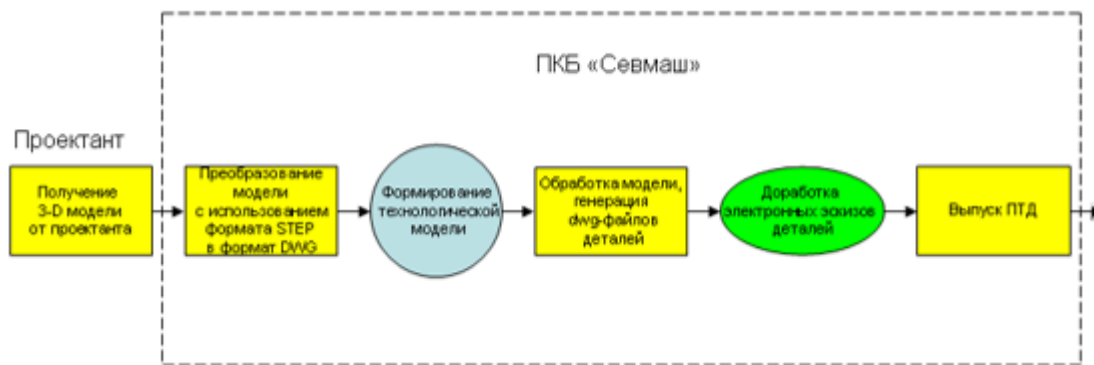 ПКБ «Севмаш»
Проектант
Получение
3-D модели
от проектанта
Преобразование
модели
с использованием
формата STEP
в формат DWG
Формирование
технологической
модели
Обработка модели,
генерация
dwg-файлов
деталей
Доработка
электронных эскизов
деталей
Выпуск ПТД